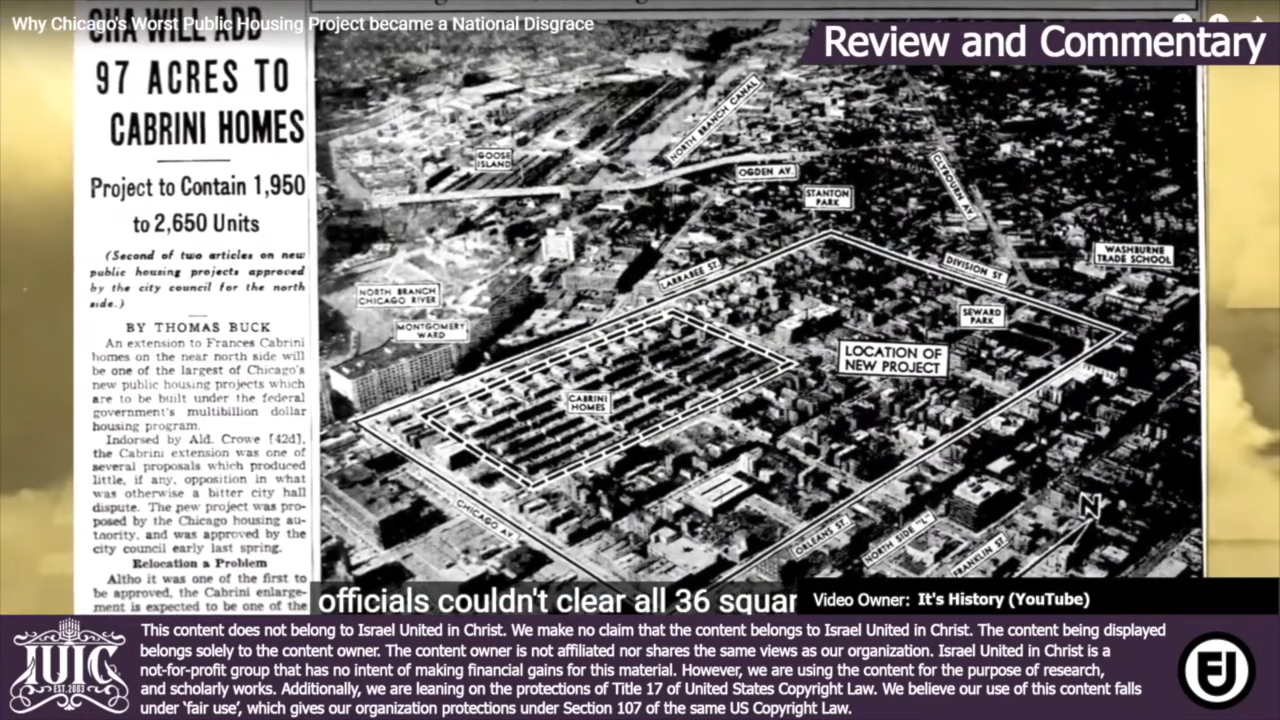 Why Chicago's Worst Public Housing Project became a National Disgrace
Review and Commentary
CHA WILL ADD
97 ACRES TO
CABRINI HOMES
Project to Contain 1,950
to 2,650 Units
(Second of two articles on new
public housing projects approved
by the city council for the north
side.)
BY THOMAS BUCK
An extension to Frances Cabrini
homes on the near north side will
be one of the largest of Chicago's
new public housing projects which
are to be built under the federal
government's multibillion dollar
housing program.
Indorsed by Ald. Crowe [42d],
the Cabrini extension was one of
several proposals which produced
little, if any, opposition in what
was otherwise a bitter city hall
dispute. The new project was pro-
posed by the Chicago housing au-
thority, and was approved by the
city council early last spring.
Relocation a Problem
Altho it was one of the first to
be approved, the Cabrini enlarge-
ment is expected to be one of the
NORTH BRANCH CANAL
GOOSE
ISLAND
OGDEN AV.
CLYBOURN AV.
STANTON
PARK
WASHBURNE
TRADE SCHOOL
LARRABEE ST.
DIVISION ST
NORTH BRANCH
CHICAGO RIVER
SEWARD
PARK
MONTGOMERY
WARD
LOCATION OF
NEW PROJECT
CABRINI
HOMES
CHICAGO AV.
ORLEANS ST.
NORTH SIDE "L"
FRANKLIN ST.
N
officials couldn't clear all 36 squar
Video Owner: It's History (YouTube)
IUIC
EST. 2003
This content does not belong to Israel United in Christ. We make no claim that the content belongs to Israel United in Christ. The content being displayed
belongs solely to the content owner. The content owner is not affiliated nor shares the same views as our organization. Israel United in Christ is a
not-for-profit group that has no intent of making financial gains for this material. However, we are using the content for the purpose of research,
and scholarly works. Additionally, we are leaning on the protections of Title 17 of United States Copyright Law. We believe our use of this content falls
under 'fair use', which gives our organization protections under Section 107 of the same US Copyright Law.